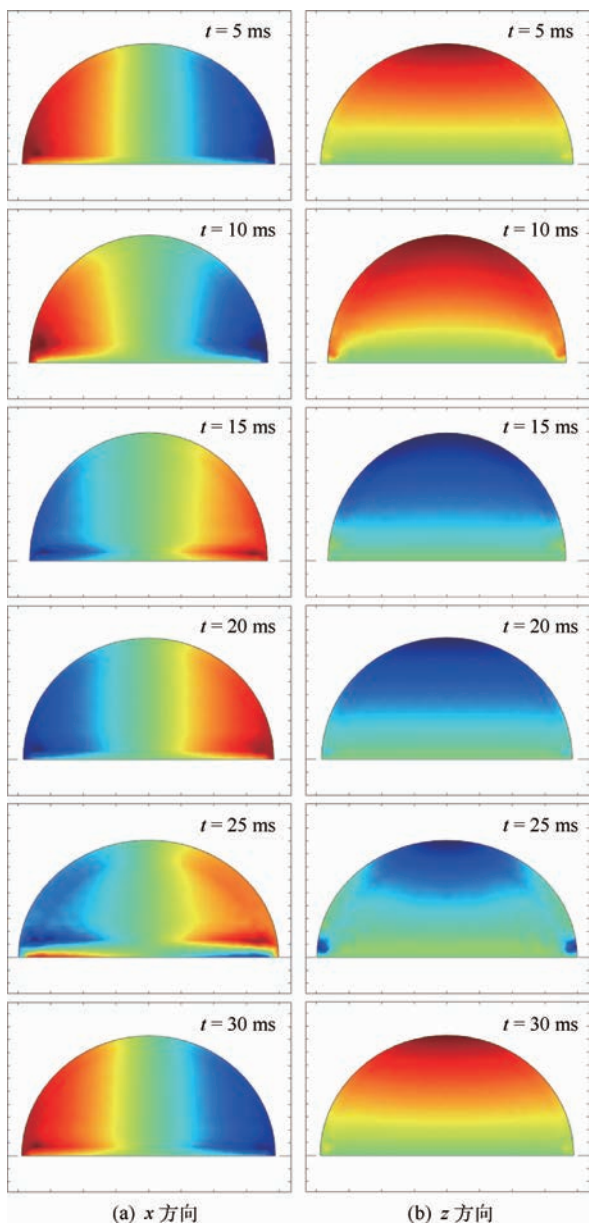 t = 5 ms
t = 5 ms
t = 10 ms
t = 10 ms
t = 15 ms
t = 15 ms
t = 20 ms
t = 20 ms
t = 25 ms
t = 25 ms
t = 30 ms
t = 30 ms
(a) x 方向
(b) z 方向